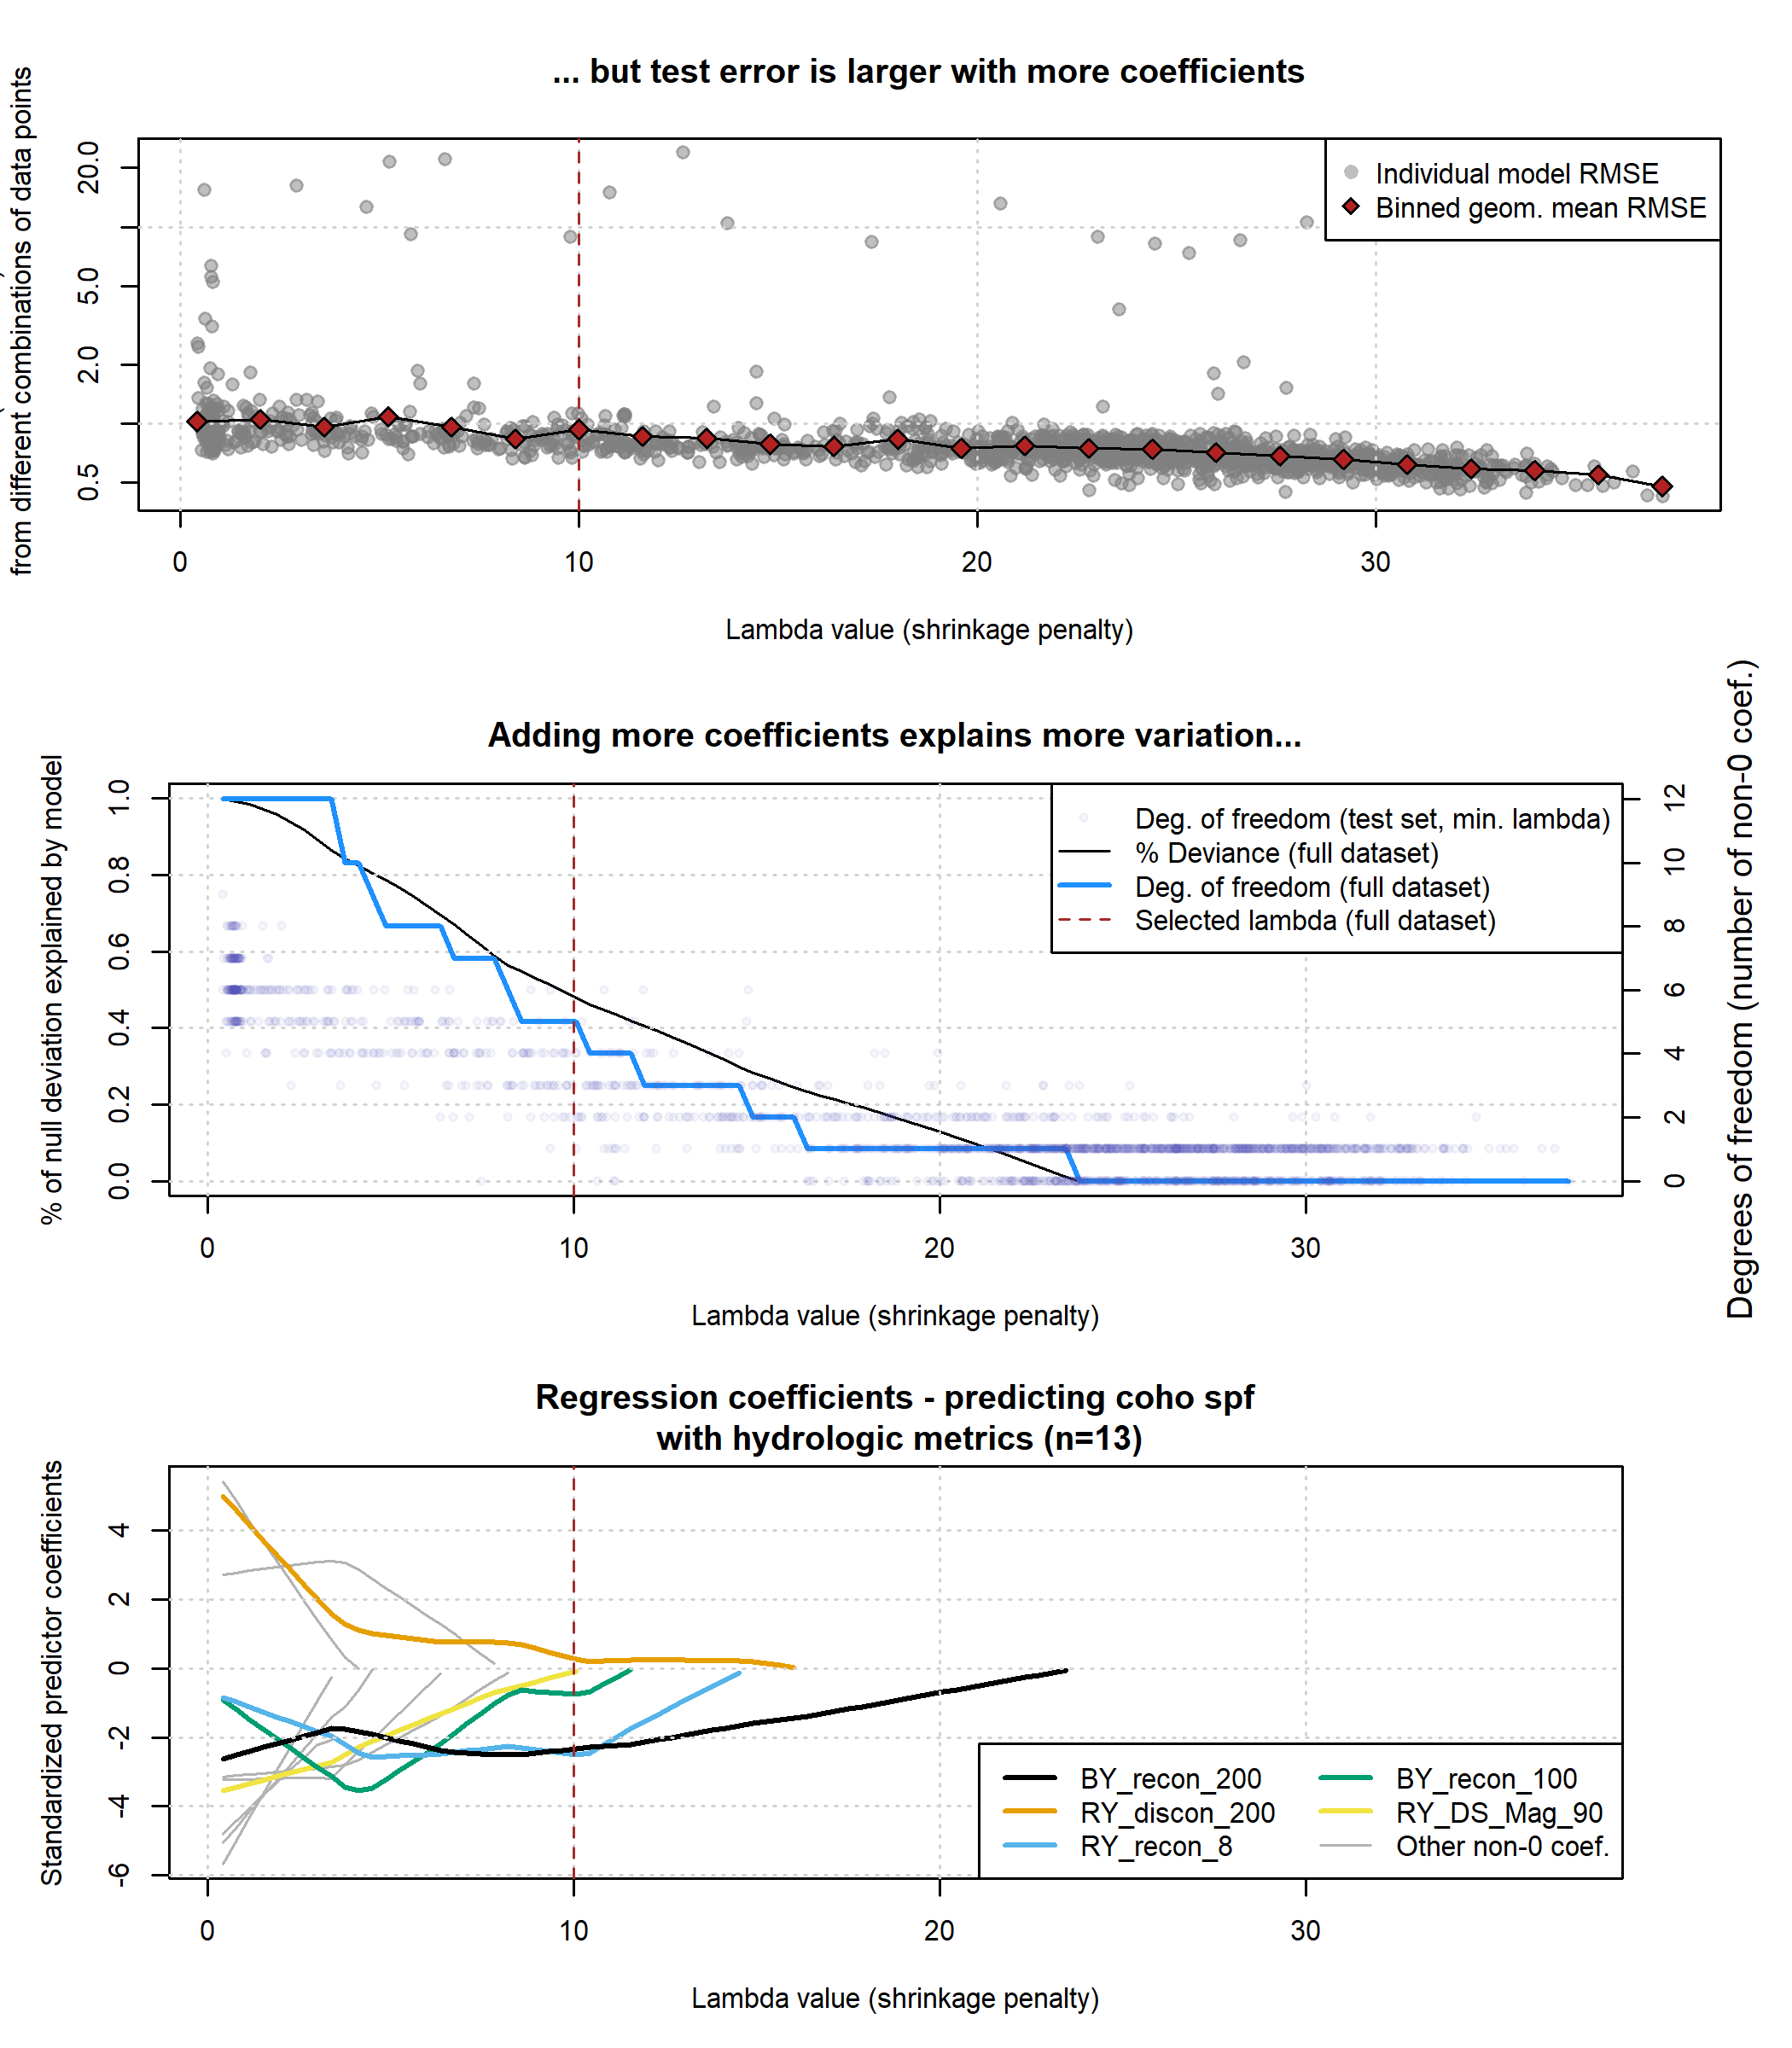 ... but test error is larger with more coefficients
from different combinations of data points
20.0
5.0
2.0
0.5
Individual model RMSE
Binned geom. mean RMSE
0 10 20 30
Lambda value (shrinkage penalty)
Adding more coefficients explains more variation...
% of null deviation explained by model
1.0
0.8
0.6
0.4
0.2
0.0
Deg. of freedom (test set, min. lambda)
% Deviance (full dataset)
Deg. of freedom (full dataset)
Selected lambda (full dataset)
12
10
8
6
4
2
0
Degrees of freedom (number of non-0 coef.)
0 10 20 30
Lambda value (shrinkage penalty)
Regression coefficients - predicting coho spf
with hydrologic metrics (n=13)
Standardized predictor coefficients
4
2
0
-2
-4
-6
BY_recon_200
RY_discon_200
RY_recon_8
BY_recon_100
RY_DS_Mag_90
Other non-0 coef.
0 10 20 30
Lambda value (shrinkage penalty)